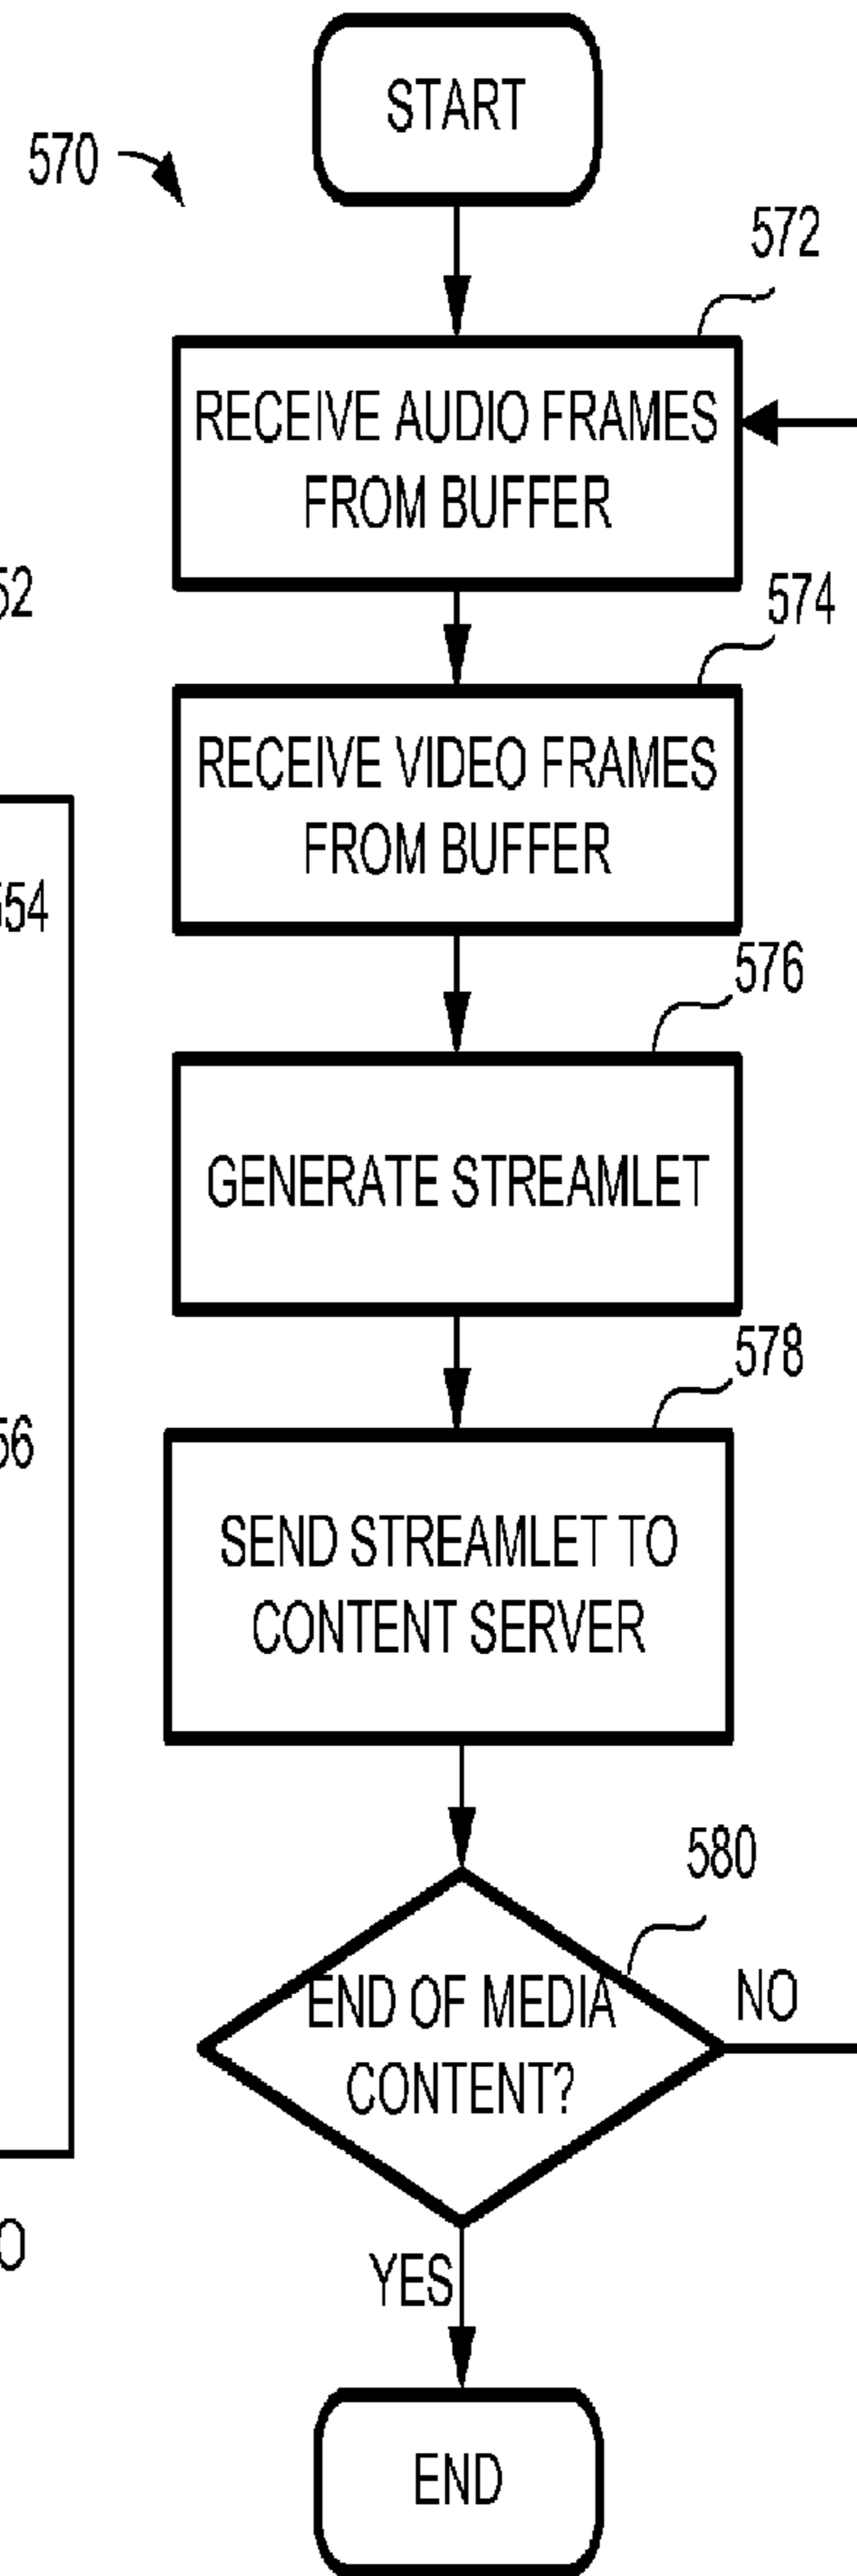 START
570
572
RECEIVE AUDIO FRAMES
FROM BUFFER
574
RECEIVE VIDEO FRAMES
FROM BUFFER
576
GENERATE STREAMLET
578
SEND STREAMLET TO
CONTENT SERVER
580
END OF MEDIA
CONTENT?
NO
YES
END